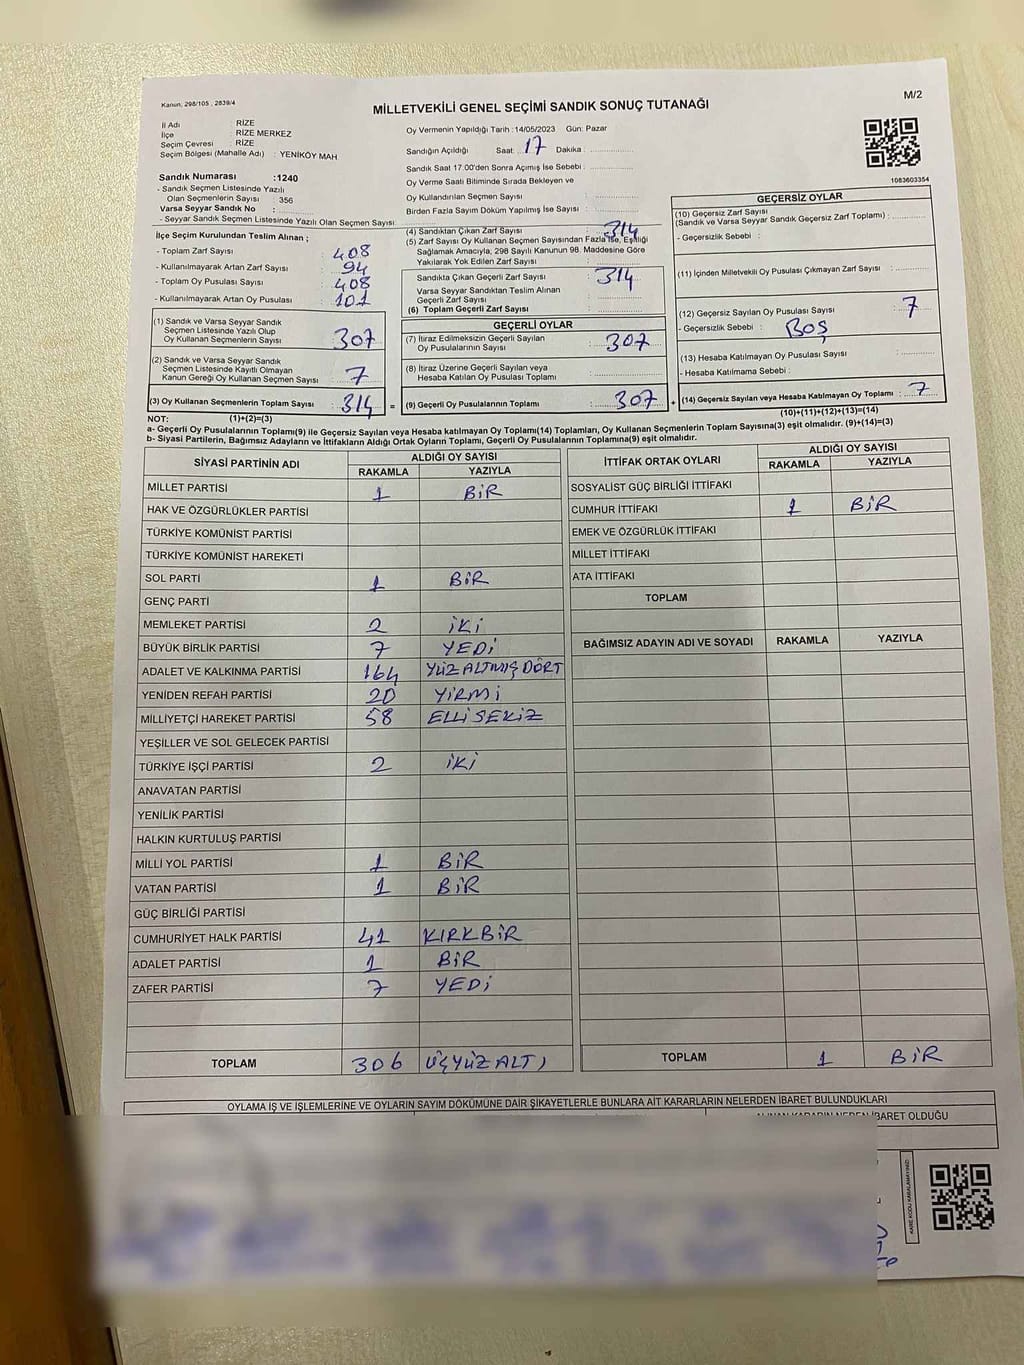 Kanun, 298/105 , 2839/4
MİLLETVEKİLİ GENEL SEÇİMİ SANDIK SONUÇ TUTANAĞI
M/2
İl Adı : RİZE
İlçe : RİZE MERKEZ
Seçim Çevresi : RİZE
Seçim Bölgesi (Mahalle Adı) : YENİKÖY MAH
Sandık Numarası :1240
- Sandık Seçmen Listesinde Yazılı
Olan Seçmenlerin Sayısı : 356
Varsa Seyyar Sandık No :
- Seyyar Sandık Seçmen Listesinde Yazılı Olan Seçmen Sayısı:
Oy Vermenin Yapıldığı Tarih :14/05/2023 Gün: Pazar
Sandığın Açıldığı Saat: 17 Dakika :
Sandık Saat 17.00'den Sonra Açılmış İse Sebebi :
Oy Verme Saati Bitiminde Sırada Bekleyen ve
Oy Kullandırılan Seçmen Sayısı :
Birden Fazla Sayım Döküm Yapılmış İse Sayısı :
1083603354
İlçe Seçim Kurulundan Teslim Alınan ;
- Toplam Zarf Sayısı : 408
- Kullanılmayarak Artan Zarf Sayısı : 94
- Toplam Oy Pusulası Sayısı : 408
- Kullanılmayarak Artan Oy Pusulası : 101
(1) Sandık ve Varsa Seyyar Sandık
Seçmen Listesinde Yazılı Olup
Oy Kullanan Seçmenlerin Sayısı : 307
(2) Sandık ve Varsa Seyyar Sandık
Seçmen Listesinde Kayıtlı Olmayan
Kanun Gereği Oy Kullanan Seçmen Sayısı : 7
(3) Oy Kullanan Seçmenlerin Toplam Sayısı : 314 =
(4) Sandıktan Çıkan Zarf Sayısı : 314
(5) Zarf Sayısı Oy Kullanan Seçmen Sayısından Fazla İse, Eşitliği
Sağlamak Amacıyla, 298 Sayılı Kanunun 98. Maddesine Göre
Yakılarak Yok Edilen Zarf Sayısı :
Sandıkta Çıkan Geçerli Zarf Sayısı : 314
Varsa Seyyar Sandıktan Teslim Alınan
Geçerli Zarf Sayısı :
(6) Toplam Geçerli Zarf Sayısı :
GEÇERLİ OYLAR
(7) İtiraz Edilmeksizin Geçerli Sayılan
Oy Pusulalarının Sayısı : 307
(8) İtiraz Üzerine Geçerli Sayılan veya
Hesaba Katılan Oy Pusulası Toplamı :
(9) Geçerli Oy Pusulalarının Toplamı : 307 +
GEÇERSİZ OYLAR
(10) Geçersiz Zarf Sayısı
(Sandık ve Varsa Seyyar Sandık Geçersiz Zarf Toplamı) :
- Geçersizlik Sebebi :
(11) İçinden Milletvekili Oy Pusulası Çıkmayan Zarf Sayısı :
(12) Geçersiz Sayılan Oy Pusulası Sayısı : 7
- Geçersizlik Sebebi : BOŞ
(13) Hesaba Katılmayan Oy Pusulası Sayısı :
- Hesaba Katılmama Sebebi :
(14) Geçersiz Sayılan veya Hesaba Katılmayan Oy Toplamı : 7
(10)+(11)+(12)+(13)=(14)
NOT: (1)+(2)=(3)
a- Geçerli Oy Pusulalarının Toplamı(9) ile Geçersiz Sayılan veya Hesaba katılmayan Oy Toplamı(14) Toplamları, Oy Kullanan Seçmenlerin Toplam Sayısına(3) eşit olmalıdır. (9)+(14)=(3)
b- Siyasi Partilerin, Bağımsız Adayların ve İttifakların Aldığı Ortak Oyların Toplamı, Geçerli Oy Pusulalarının Toplamına(9) eşit olmalıdır.
SİYASİ PARTİNİN ADI ALDIĞI OY SAYISI
RAKAMLA YAZIYLA
MİLLET PARTİSİ 1 BİR
HAK VE ÖZGÜRLÜKLER PARTİSİ
TÜRKİYE KOMÜNİST PARTİSİ
TÜRKİYE KOMÜNİST HAREKETİ
SOL PARTİ 1 BİR
GENÇ PARTİ
MEMLEKET PARTİSİ 2 İKİ
BÜYÜK BİRLİK PARTİSİ 7 YEDİ
ADALET VE KALKINMA PARTİSİ 164 YÜZ ALTMIŞ DÖRT
YENİDEN REFAH PARTİSİ 20 YİRMİ
MİLLİYETÇİ HAREKET PARTİSİ 58 ELLİ SEKİZ
YEŞİLLER VE SOL GELECEK PARTİSİ
TÜRKİYE İŞÇİ PARTİSİ 2 İKİ
ANAVATAN PARTİSİ
YENİLİK PARTİSİ
HALKIN KURTULUŞ PARTİSİ
MİLLİ YOL PARTİSİ 1 BİR
VATAN PARTİSİ 1 BİR
GÜÇ BİRLİĞİ PARTİSİ
CUMHURİYET HALK PARTİSİ 41 KIRKBİR
ADALET PARTİSİ 1 BİR
ZAFER PARTİSİ 7 YEDİ
TOPLAM 306 ÜÇYÜZ ALTI
İTTİFAK ORTAK OYLARI ALDIĞI OY SAYISI
RAKAMLA YAZIYLA
SOSYALİST GÜÇ BİRLİĞİ İTTİFAKI
CUMHUR İTTİFAKI 1 BİR
EMEK VE ÖZGÜRLÜK İTTİFAKI
MİLLET İTTİFAKI
ATA İTTİFAKI
TOPLAM
BAĞIMSIZ ADAYIN ADI VE SOYADI RAKAMLA YAZIYLA
TOPLAM 1 BİR
OYLAMA İŞ VE İŞLEMLERİNE VE OYLARIN SAYIM DÖKÜMÜNE DAİR ŞİKAYETLERLE BUNLARA AİT KARARLARIN NELERDEN İBARET BULUNDUKLARI
ALINAN KARARIN NEDEN İBARET OLDUĞU
KARE KODU KARALAMAYINIZ!